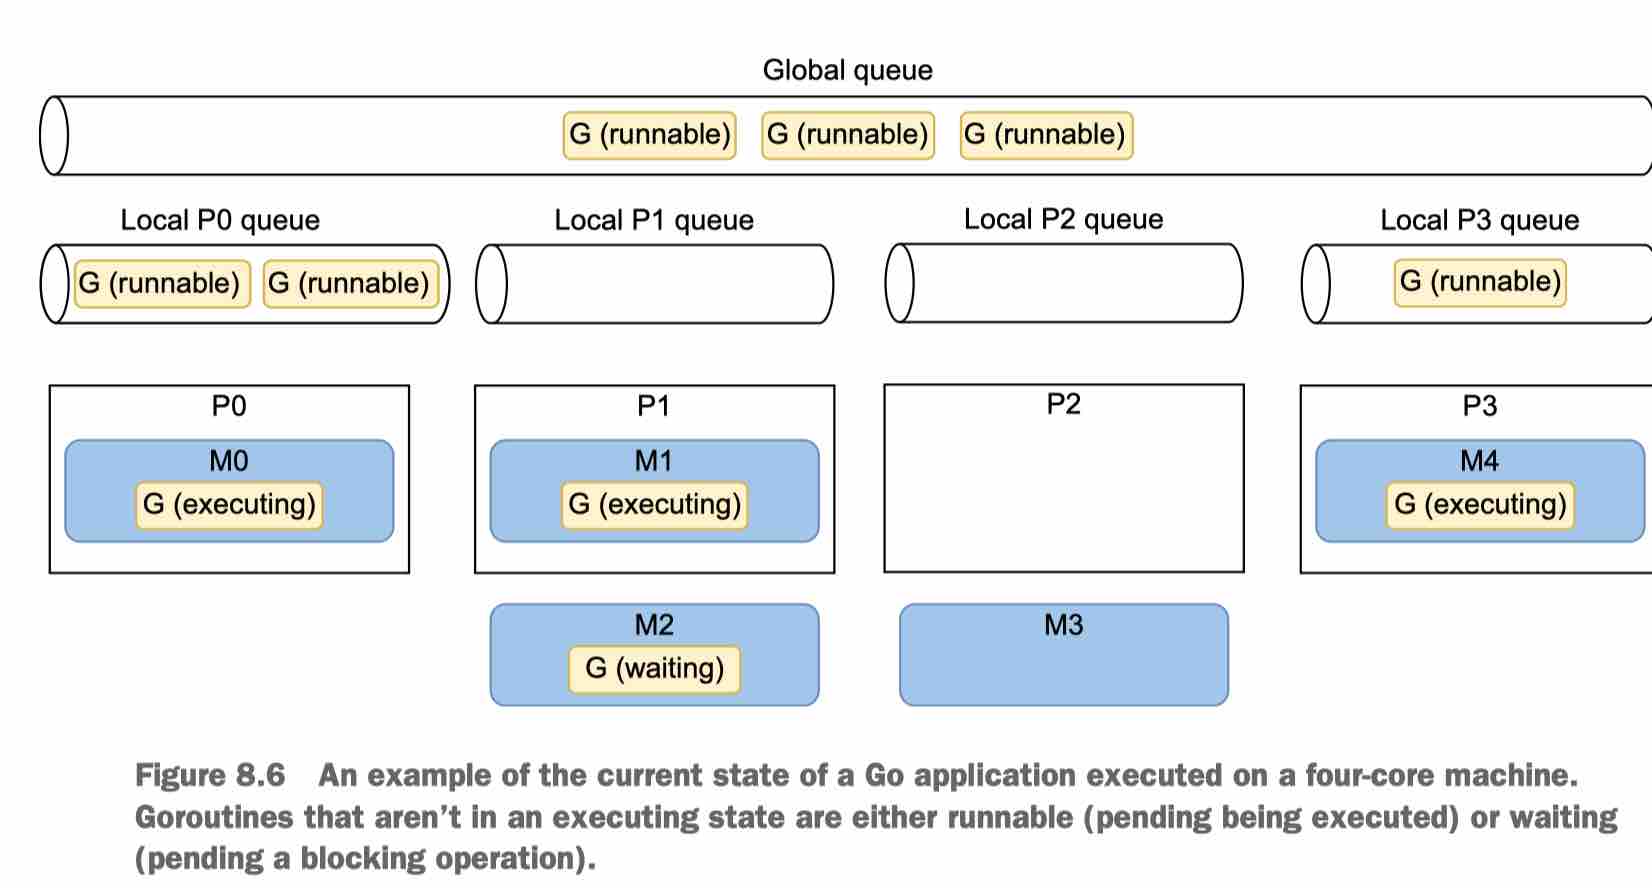 Global queue
G (runnable) G (runnable) G (runnable)
Local P0 queue Local P1 queue Local P2 queue Local P3 queue
G (runnable) G (runnable) G (runnable)
P0 P1 P2 P3
M0 M1 M4
G (executing) G (executing) G (executing)
M2 M3
G (waiting)
Figure 8.6 An example of the current state of a Go application executed on a four-core machine.
Goroutines that aren’t in an executing state are either runnable (pending being executed) or waiting
(pending a blocking operation).